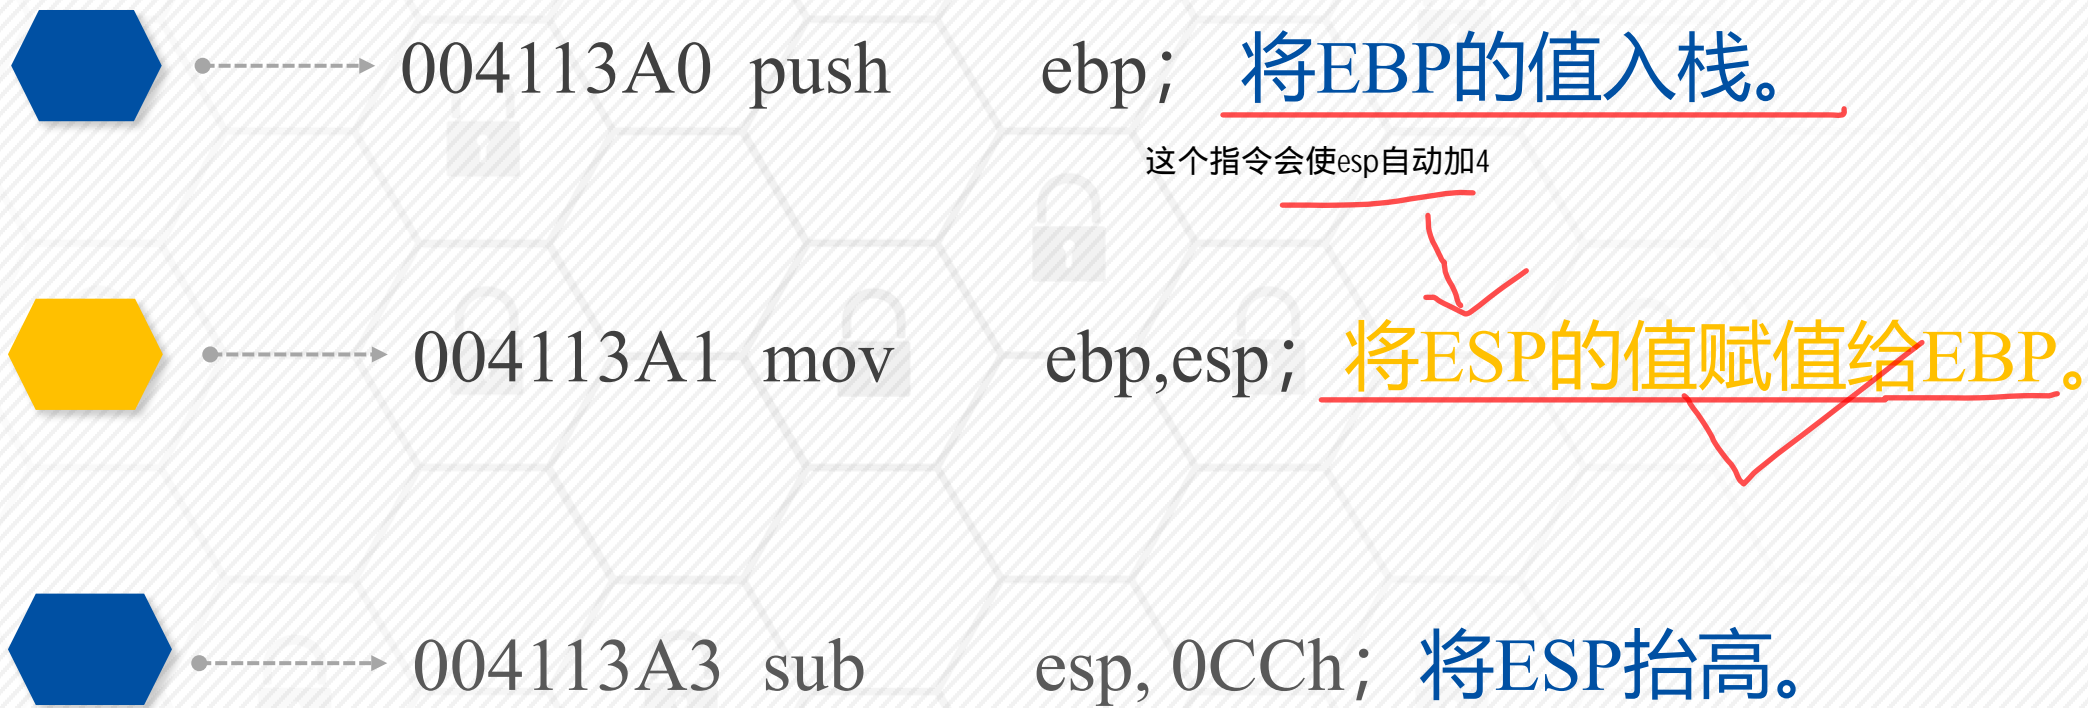 004113A0 push ebp；将EBP的值入栈。
这个指令会使esp自动加4
004113A1 mov ebp,esp；将ESP的值赋值给EBP。
004113A3 sub esp, 0CCh；将ESP抬高。